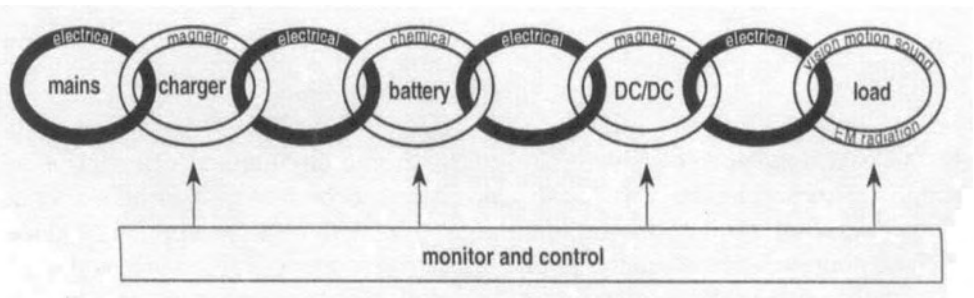 electrical magnetic electrical chemical electrical magnetic electrical vision motion sound
mains charger battery DC/DC load
EM radiation
monitor and control